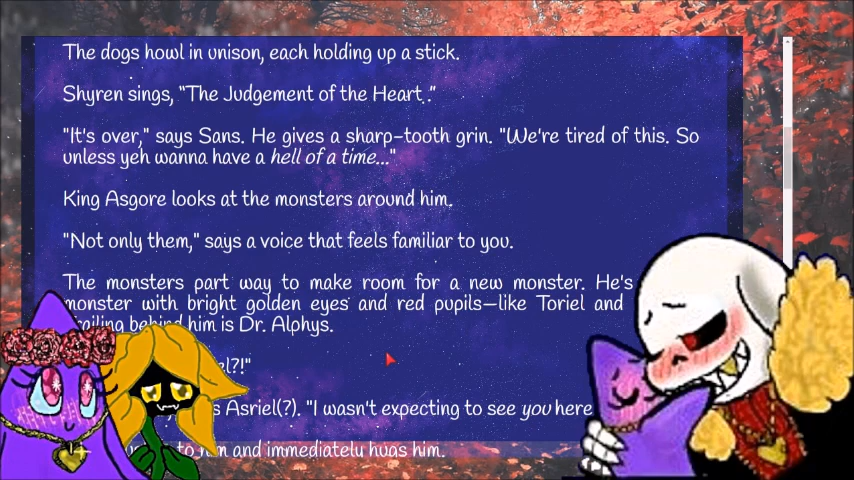 The dogs howl in unison, each holding up a stick.
Shyren sings, "The Judgement of the Heart."
"It's over," says Sans. He gives a sharp-tooth grin. "We're tired of this. So
unless yeh wanna have a hell of a time..."
King Asgore looks at the monsters around him.
"Not only them," says a voice that feels familiar to you.
The monsters part way to make room for a new monster. He's
monster with bright golden eyes and red pupils—like Toriel and
behind him is Dr. Alphys.
Asriel(?). "I wasn't expecting to see you here
and immediately hugs him.